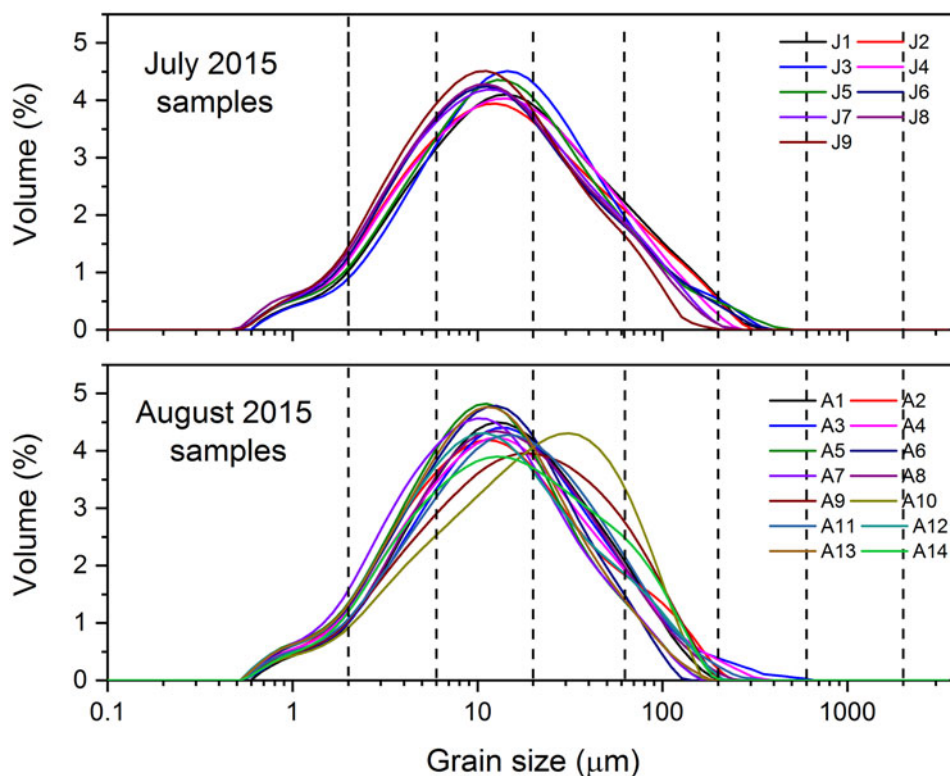 5
4
3
2
1
0
Volume (%)
July 2015
samples
J1 J2
J3 J4
J5 J6
J7 J8
J9
5
4
3
2
1
0
Volume (%)
August 2015
samples
A1 A2
A3 A4
A5 A6
A7 A8
A9 A10
A11 A12
A13 A14
0.1 1 10 100 1000
Grain size (μm)